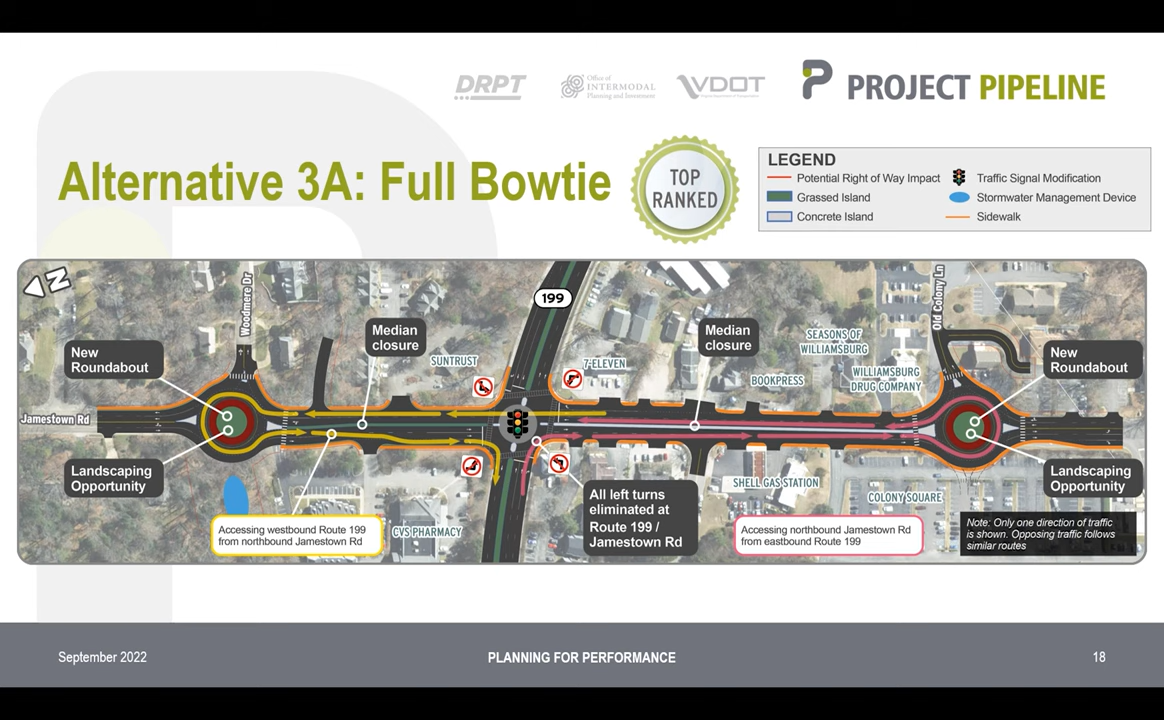 DRPT
Office of
INTERMODAL
Planning and Investment
VDOT
PROJECT PIPELINE
Alternative 3A: Full Bowtie
TOP
RANKED
LEGEND
Potential Right of Way Impact
Grassed Island
Concrete Island
Traffic Signal Modification
Stormwater Management Device
Sidewalk
N
Woodmere Dr
199
Old Colony Ln
New
Roundabout
Median
closure
SUNTRUST
7-ELEVEN
Median
closure
SEASONS OF
WILLIAMSBURG
BOOKPRESS
WILLIAMSBURG
DRUG COMPANY
New
Roundabout
Jamestown Rd
Landscaping
Opportunity
Accessing westbound Route 199
from northbound Jamestown Rd
CVS PHARMACY
All left turns
eliminated at
Route 199 /
Jamestown Rd
SHELL GAS STATION
COLONY SQUARE
Accessing northbound Jamestown Rd
from eastbound Route 199
Landscaping
Opportunity
Note: Only one direction of traffic
is shown. Opposing traffic follows
similar routes
September 2022
PLANNING FOR PERFORMANCE
18